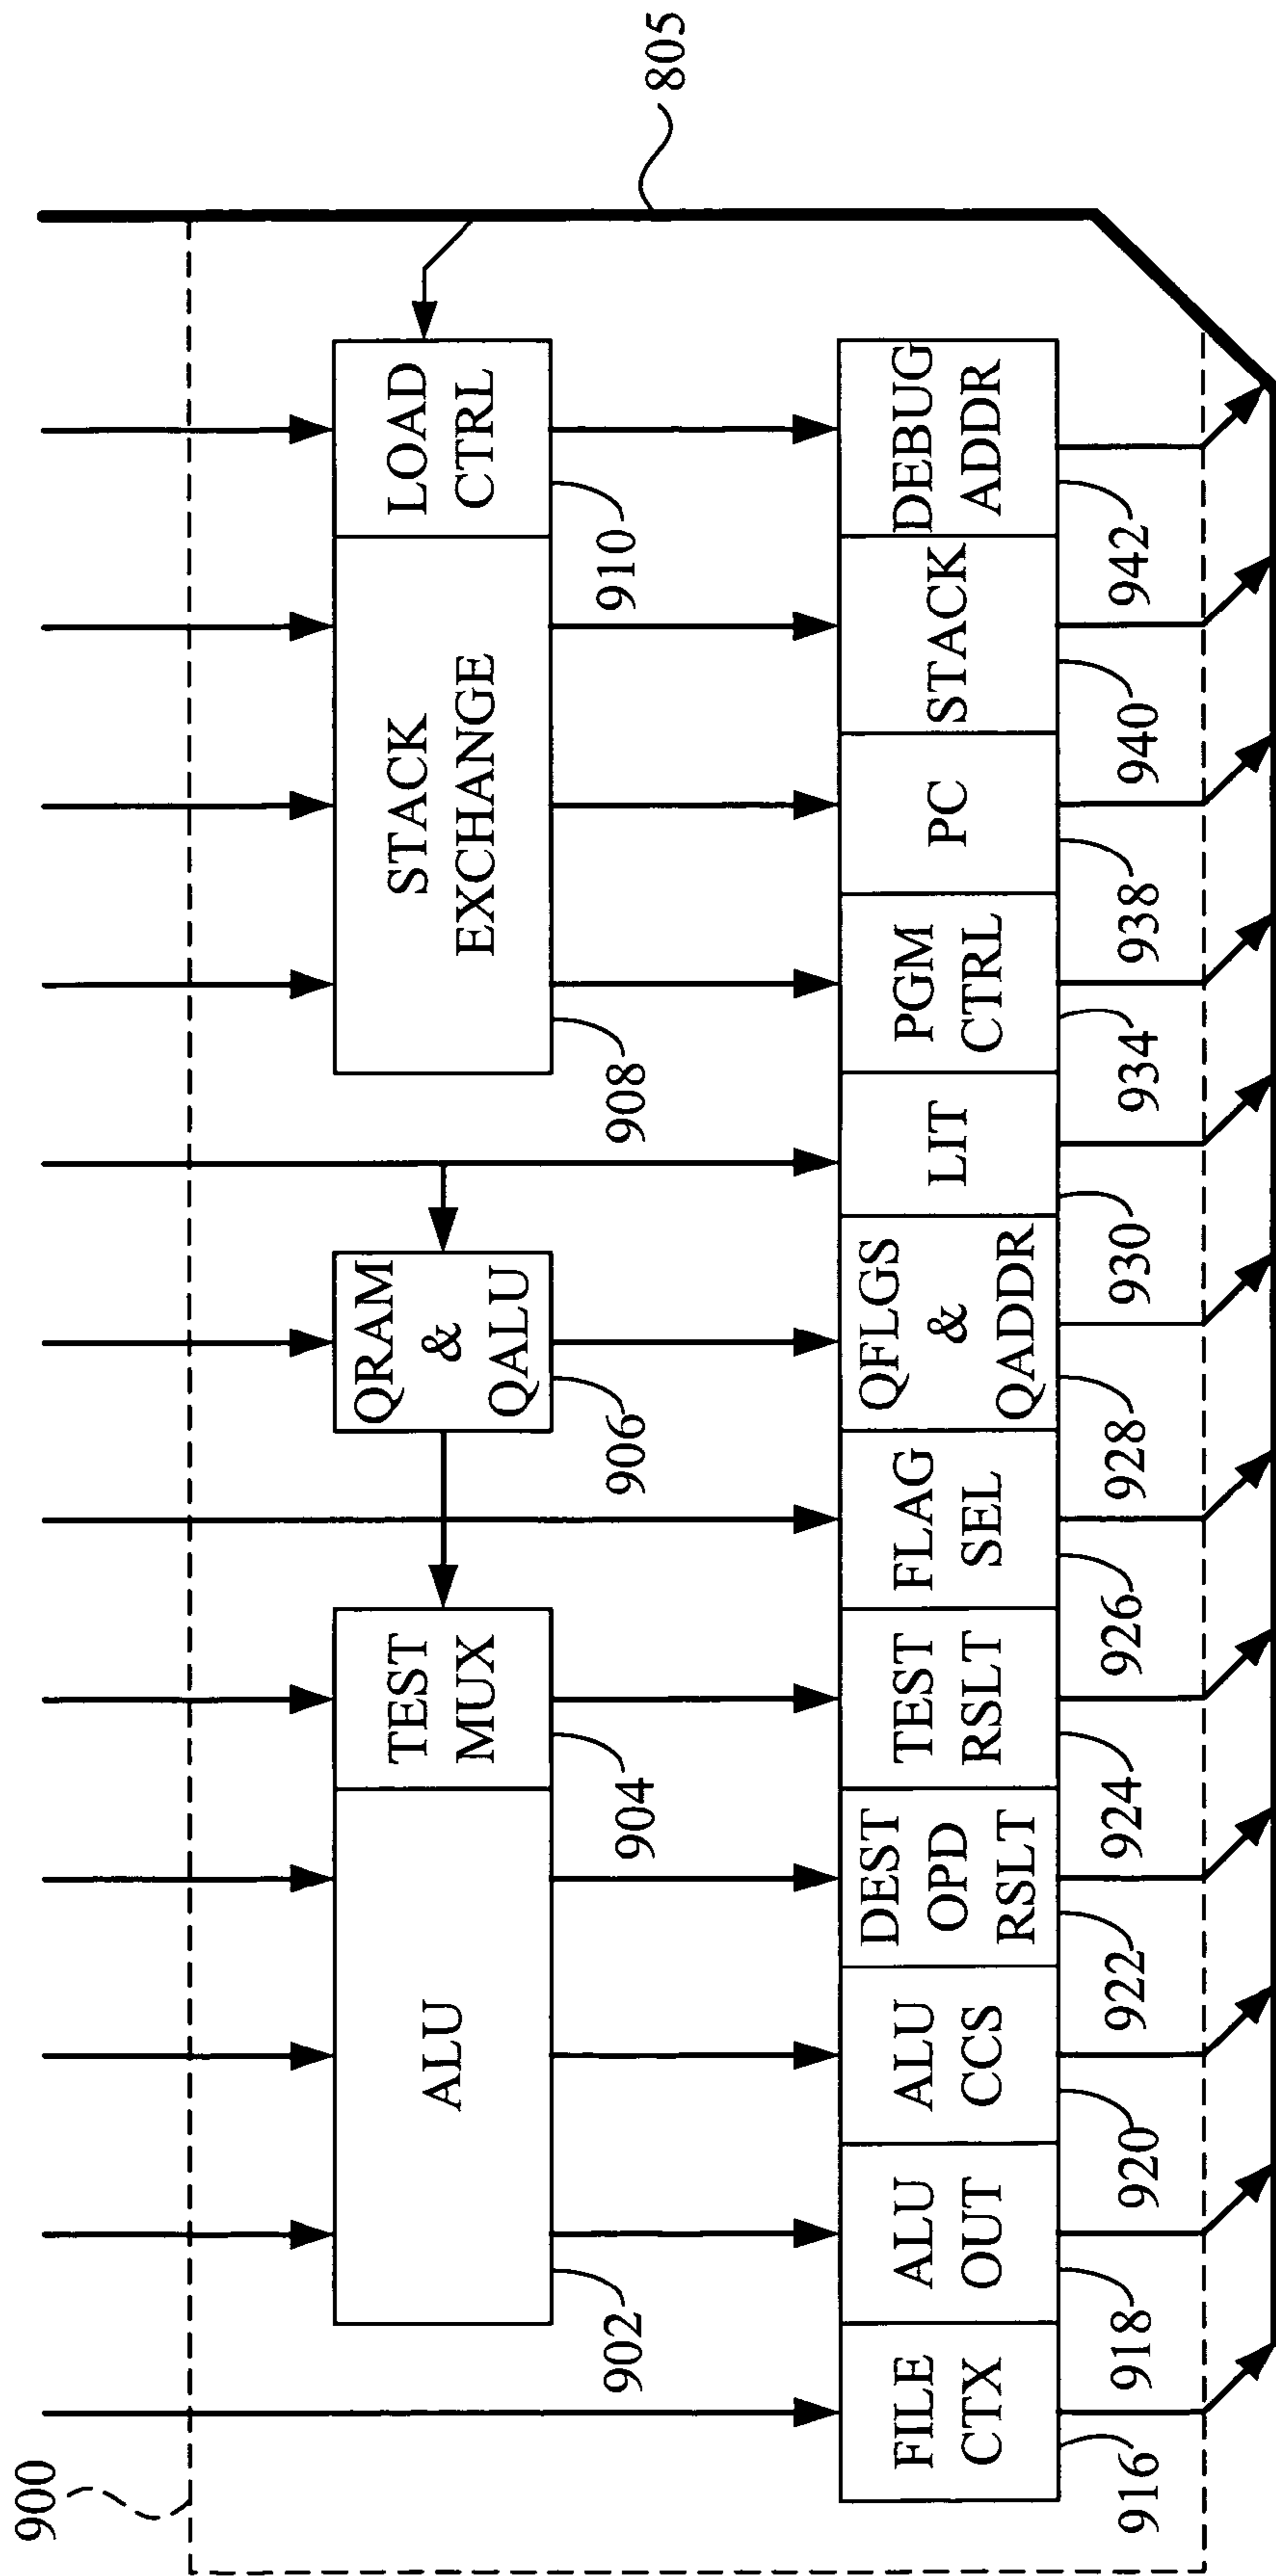 900
ALU
TEST
MUX
QRAM
&
QALU
STACK
EXCHANGE
LOAD
CTRL
902
904
906
908
910
805
FILE
CTX
ALU
OUT
ALU
CCS
DEST
OPD
RSLT
TEST
RSLT
FLAG
SEL
QFLGS
&
QADDR
LIT
PGM
CTRL
PC
STACK
DEBUG
ADDR
916
918
920
922
924
926
928
930
934
938
940
942